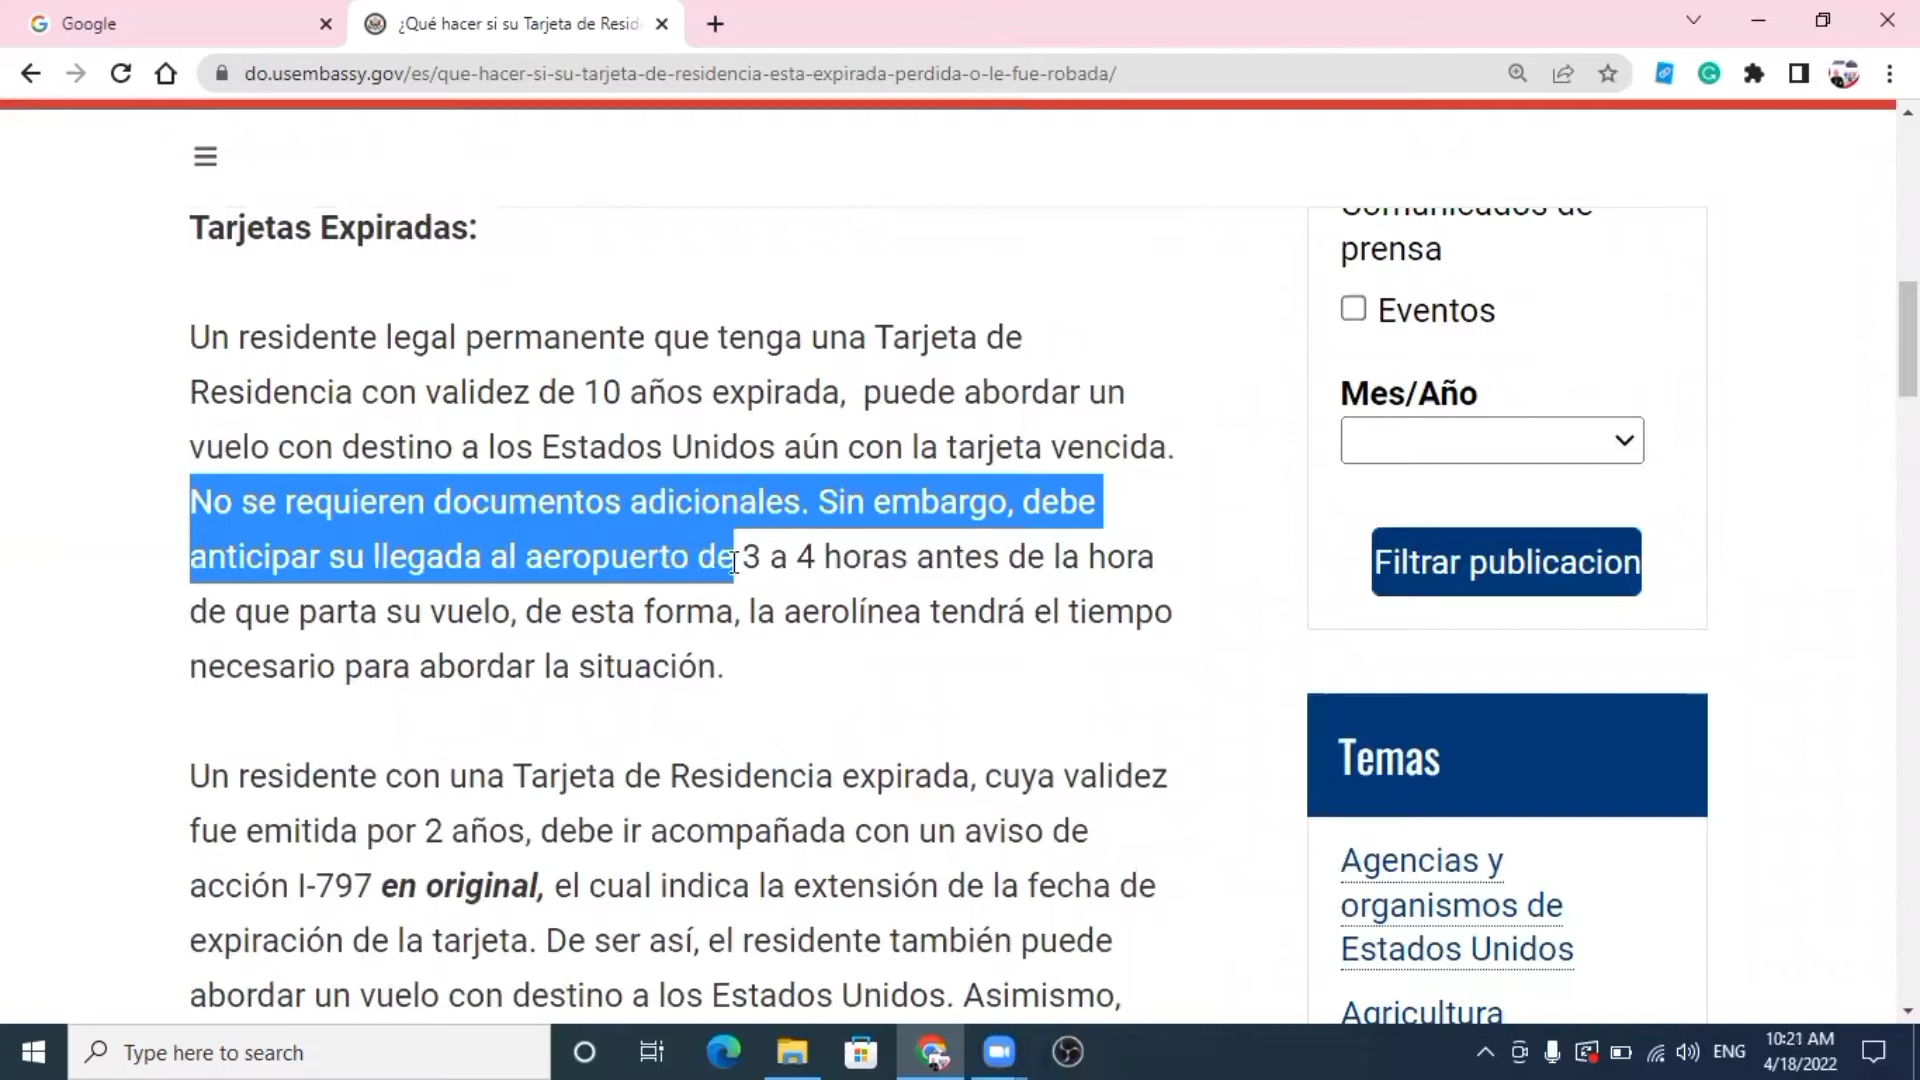 Google
¿Qué hacer si su Tarjeta de Resid
do.usembassy.gov/es/que-hacer-si-su-tarjeta-de-residencia-esta-expirada-perdida-o-le-fue-robada/
Tarjetas Expiradas:
Un residente legal permanente que tenga una Tarjeta de
Residencia con validez de 10 años expirada, puede abordar un
vuelo con destino a los Estados Unidos aún con la tarjeta vencida.
No se requieren documentos adicionales. Sin embargo, debe
anticipar su llegada al aeropuerto de 3 a 4 horas antes de la hora
de que parta su vuelo, de esta forma, la aerolínea tendrá el tiempo
necesario para abordar la situación.
Un residente con una Tarjeta de Residencia expirada, cuya validez
fue emitida por 2 años, debe ir acompañada con un aviso de
acción I-797 en original, el cual indica la extensión de la fecha de
expiración de la tarjeta. De ser así, el residente también puede
abordar un vuelo con destino a los Estados Unidos. Asimismo,
Comunicados de
prensa
Eventos
Mes/Año
Filtrar publicacion
Temas
Agencias y
organismos de
Estados Unidos
Agricultura
Type here to search
ENG
10:21 AM
4/18/2022